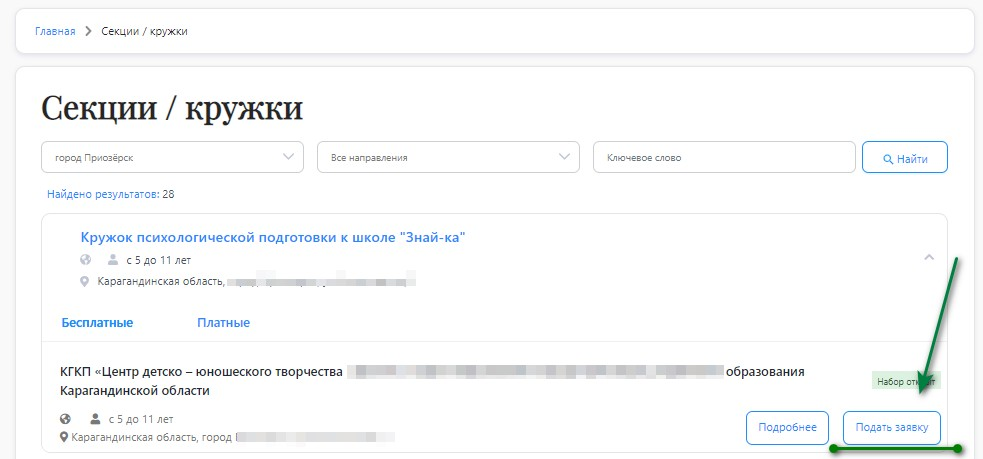 Главная > Секции / кружки
Секции / кружки
город Приозёрск Все направления Ключевое слово Найти
Найдено результатов: 28
Кружок психологической подготовки к школе "Знай-ка"
с 5 до 11 лет
Карагандинская область,
Бесплатные Платные
КГКП «Центр детско – юношеского творчества образования
Карагандинской области
Набор открыт
с 5 до 11 лет
Карагандинская область, город
Подробнее Подать заявку